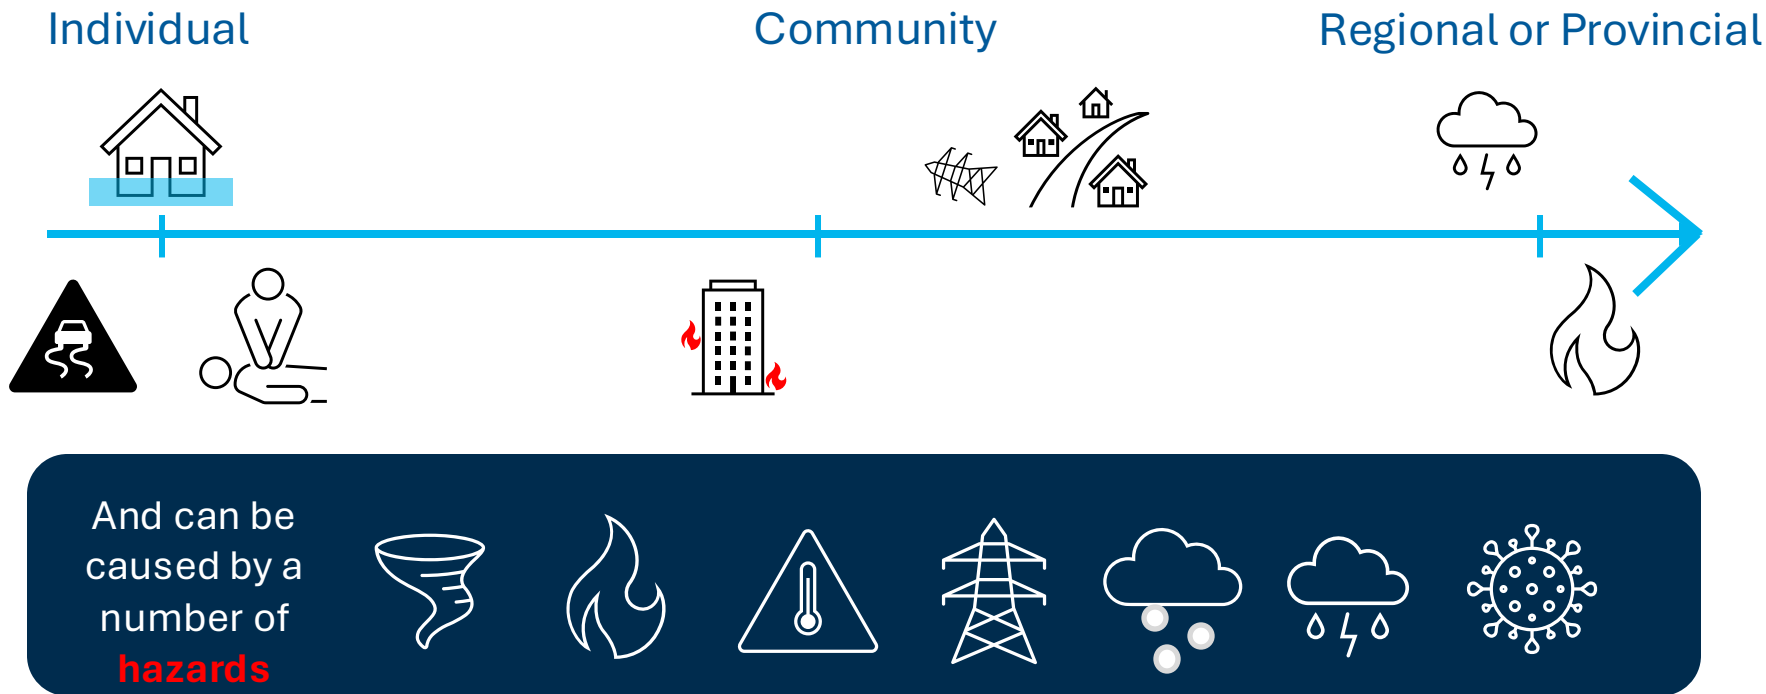 Individual
Community
Regional or Provincial
And can be
caused by a
number of
hazards